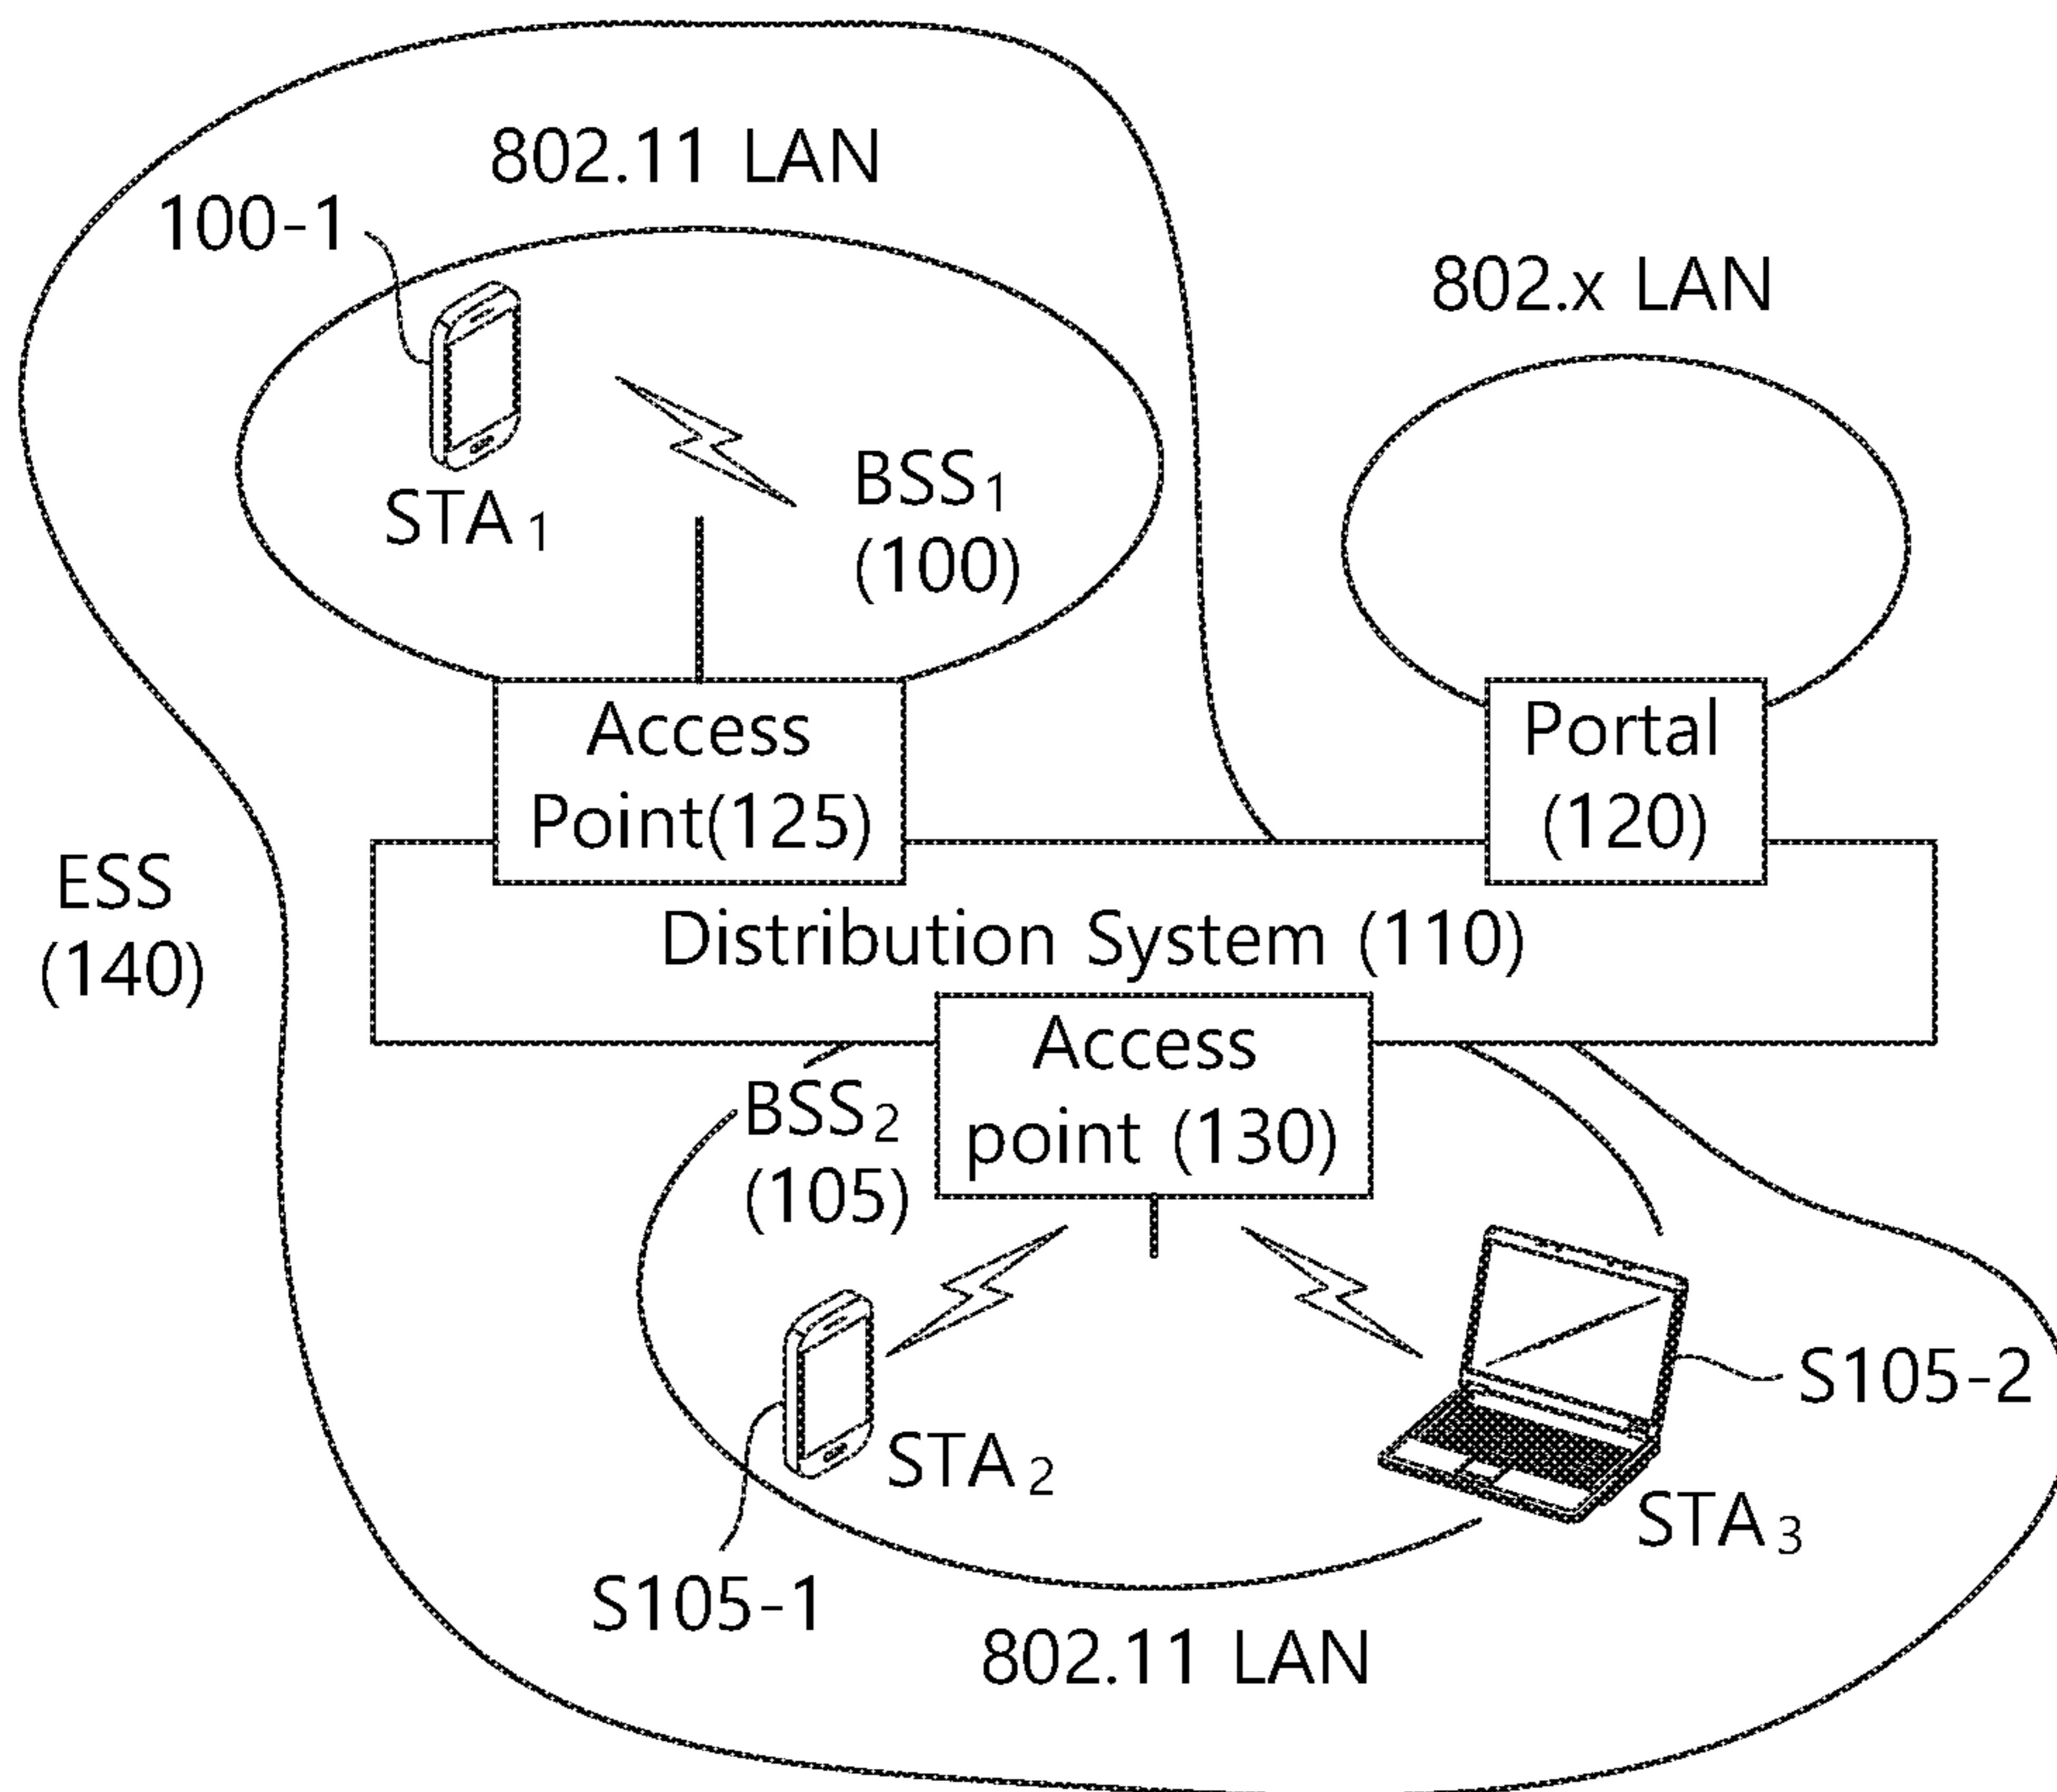 802.11 LAN
100-1
802.x LAN
STA1
BSS1
(100)
Access
Point(125)
Portal
(120)
ESS
(140)
Distribution System (110)
Access
point (130)
BSS2
(105)
S105-2
STA2
STA3
S105-1
802.11 LAN